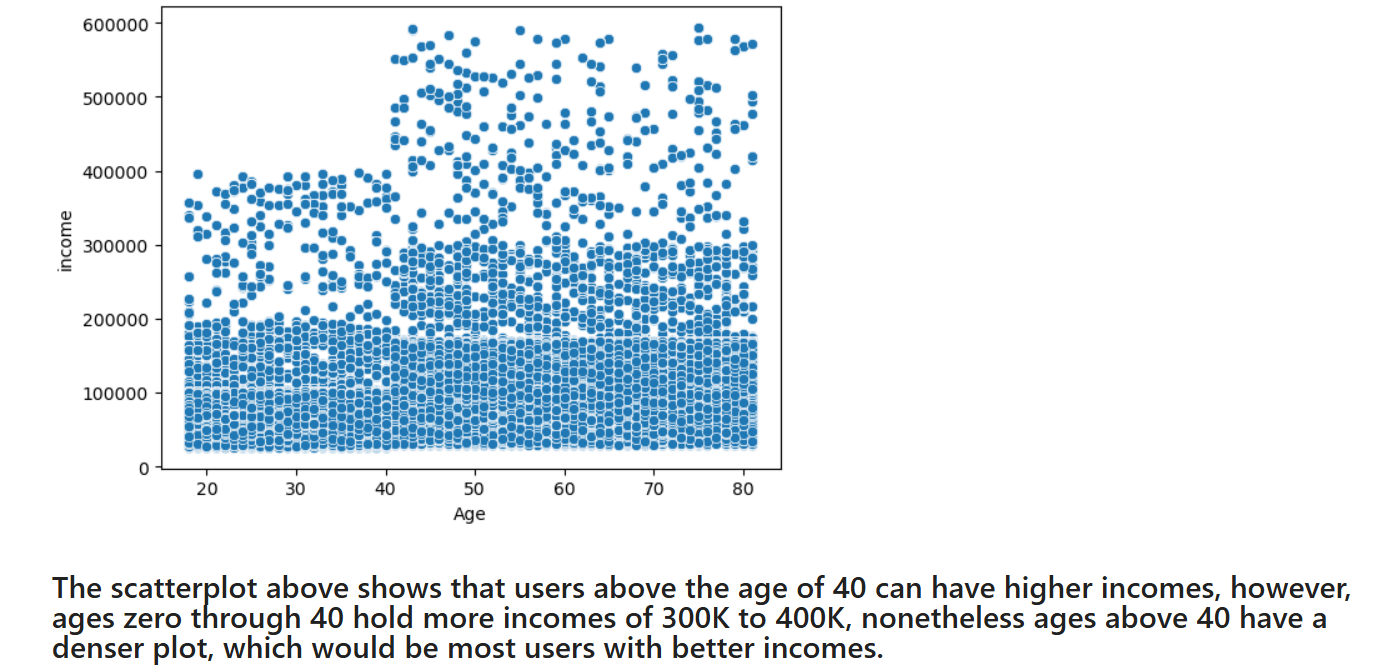 600000
500000
400000
300000
200000
100000
0
income
20 30 40 50 60 70 80
Age
The scatterplot above shows that users above the age of 40 can have higher incomes, however,
ages zero through 40 hold more incomes of 300K to 400K, nonetheless ages above 40 have a
denser plot, which would be most users with better incomes.